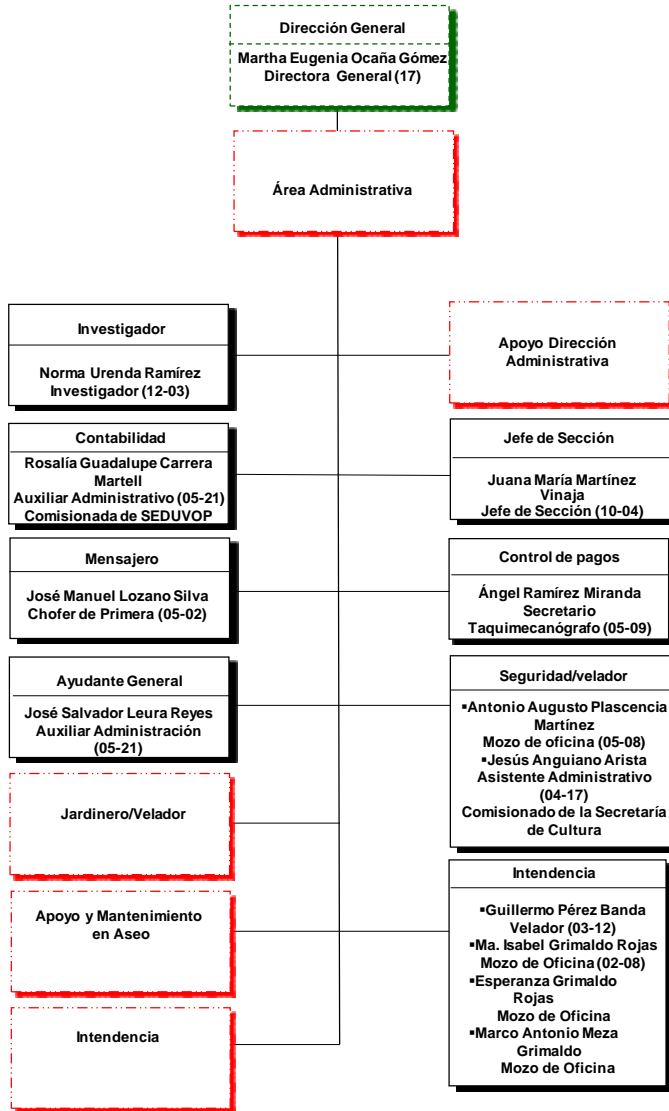 Dirección General
Martha Eugenia Ocaña Gómez
Directora General (17)
Área Administrativa
Investigador
Norma Urenda Ramírez
Investigador (12-03)
Apoyo Dirección
Administrativa
Contabilidad
Rosalía Guadalupe Carrera
Martell
Auxiliar Administrativo (05-21)
Comisionada de SEDUVOP
Jefe de Sección
Juana María Martínez
Vinaja
Jefe de Sección (10-04)
Mensajero
José Manuel Lozano Silva
Chofer de Primera (05-02)
Control de pagos
Ángel Ramírez Miranda
Secretario
Taquimecanógrafo (05-09)
Ayudante General
José Salvador Leura Reyes
Auxiliar Administración
(05-21)
Seguridad/velador
▪Antonio Augusto Plascencia
Martínez
Mozo de oficina (05-08)
▪Jesús Anguiano Arista
Asistente Administrativo
(04-17)
Comisionado de la Secretaría
de Cultura
Jardinero/Velador
Apoyo y Mantenimiento
en Aseo
Intendencia
▪Guillermo Pérez Banda
Velador (03-12)
▪Ma. Isabel Grimaldo Rojas
Mozo de Oficina (02-08)
▪Esperanza Grimaldo
Rojas
Mozo de Oficina
▪Marco Antonio Meza
Grimaldo
Mozo de Oficina
Intendencia